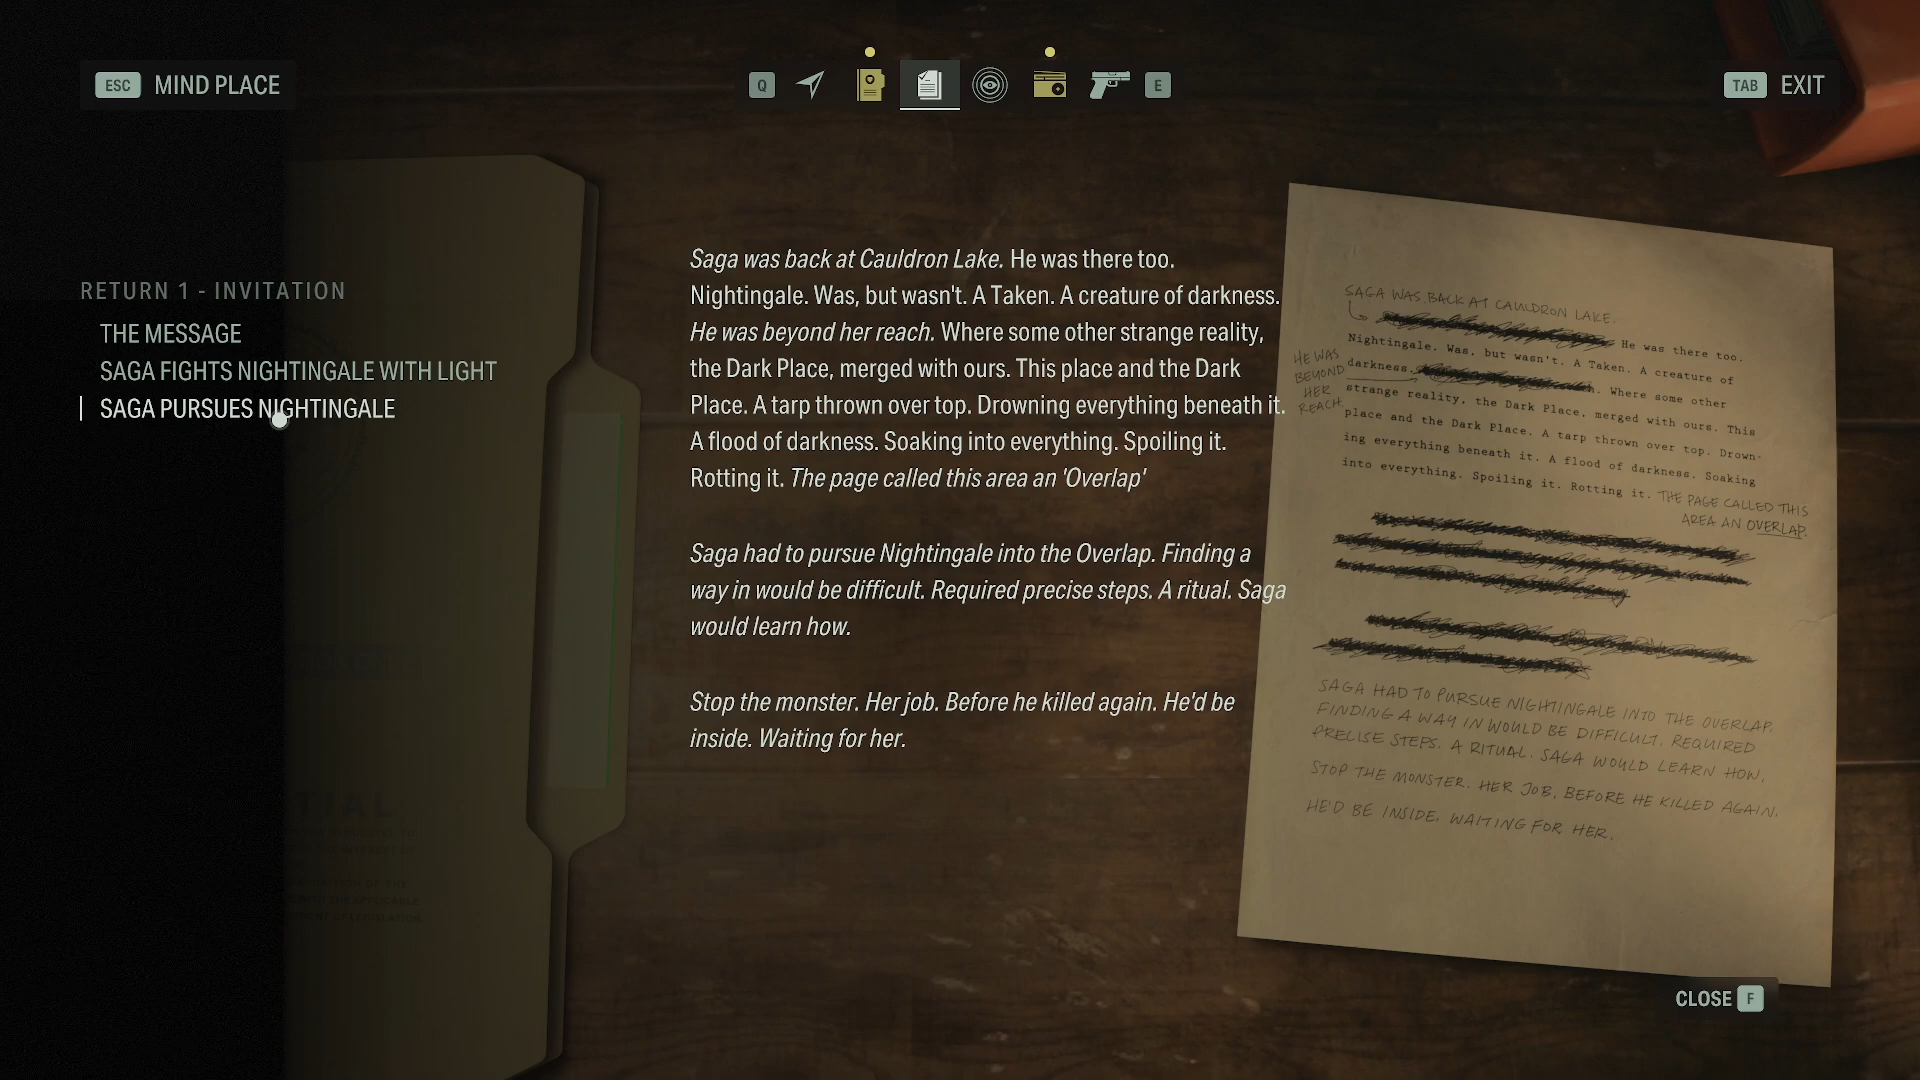 ESC MIND PLACE
Q
E
TAB EXIT
RETURN 1 - INVITATION
THE MESSAGE
SAGA FIGHTS NIGHTINGALE WITH LIGHT
SAGA PURSUES NIGHTINGALE
Saga was back at Cauldron Lake. He was there too.
Nightingale. Was, but wasn't. A Taken. A creature of darkness.
He was beyond her reach. Where some other strange reality,
the Dark Place, merged with ours. This place and the Dark
Place. A tarp thrown over top. Drowning everything beneath it.
A flood of darkness. Soaking into everything. Spoiling it.
Rotting it. The page called this area an 'Overlap'
Saga had to pursue Nightingale into the Overlap. Finding a
way in would be difficult. Required precise steps. A ritual. Saga
would learn how.
Stop the monster. Her job. Before he killed again. He'd be
inside. Waiting for her.
SAGA WAS BACK AT CAULDRON LAKE.
He was there too.
Nightingale. Was, but wasn't. A Taken. A creature of
HE WAS
BEYOND
HER
REACH.
darkness. Where some other
strange reality, the Dark Place, merged with ours. This
place and the Dark Place. A tarp thrown over top. Drown-
ing everything beneath it. A flood of darkness. Soaking
into everything. Spoiling it. Rotting it. THE PAGE CALLED THIS
AREA AN OVERLAP.
SAGA HAD TO PURSUE NIGHTINGALE INTO THE OVERLAP.
FINDING A WAY IN WOULD BE DIFFICULT. REQUIRED
PRECISE STEPS. A RITUAL. SAGA WOULD LEARN HOW.
STOP THE MONSTER. HER JOB. BEFORE HE KILLED AGAIN.
HE'D BE INSIDE. WAITING FOR HER.
TIAL
CLOSE F